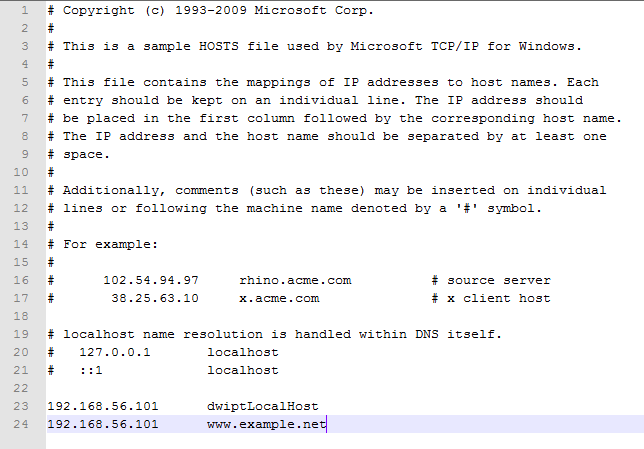 1 # Copyright (c) 1993-2009 Microsoft Corp.
2 #
3 # This is a sample HOSTS file used by Microsoft TCP/IP for Windows.
4 #
5 # This file contains the mappings of IP addresses to host names. Each
6 # entry should be kept on an individual line. The IP address should
7 # be placed in the first column followed by the corresponding host name.
8 # The IP address and the host name should be separated by at least one
9 # space.
10 #
11 # Additionally, comments (such as these) may be inserted on individual
12 # lines or following the machine name denoted by a '#' symbol.
13 #
14 # For example:
15 #
16 #      102.54.94.97     rhino.acme.com          # source server
17 #       38.25.63.10     x.acme.com              # x client host
18
19 # localhost name resolution is handled within DNS itself.
20 #   127.0.0.1       localhost
21 #   ::1             localhost
22
23 192.168.56.101      dwiptLocalHost
24 192.168.56.101      www.example.net